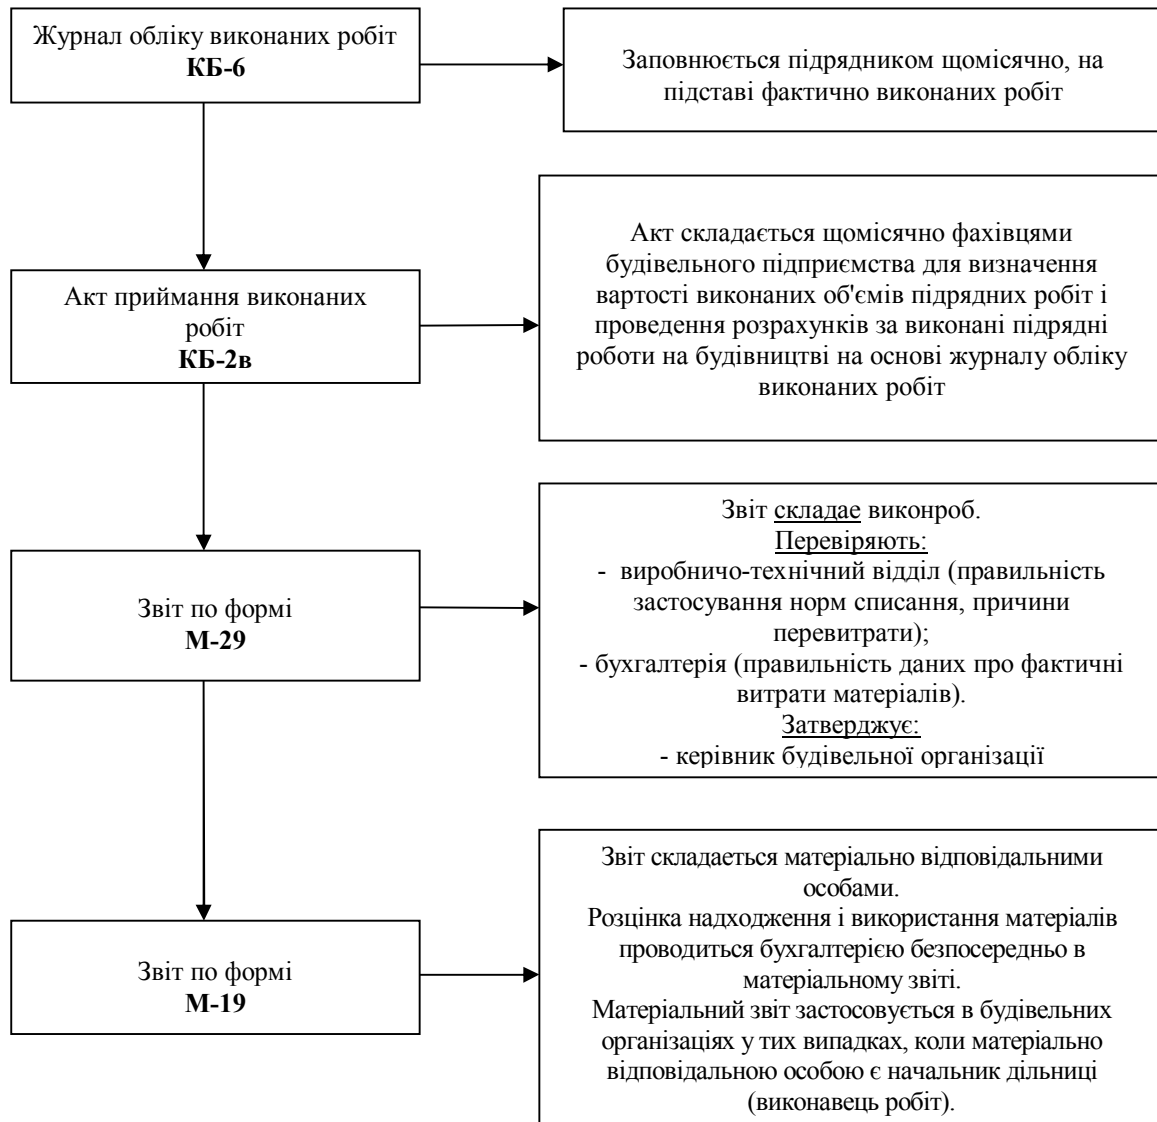 Журнал обліку виконаних робіт
КБ-6
Заповнюється підрядником щомісячно, на
підставі фактично виконаних робіт
Акт приймання виконаних
робіт
КБ-2в
Акт складається щомісячно фахівцями
будівельного підприємства для визначення
вартості виконаних об'ємів підрядних робіт і
проведення розрахунків за виконані підрядні
роботи на будівництві на основі журналу обліку
виконаних робіт
Звіт по формі
М-29
Звіт складае виконроб.
Перевіряють:
- виробничо-технічний відділ (правильність
застосування норм списання, причини
перевитрати);
- бухгалтерія (правильність даних про фактичні
витрати матеріалів).
Затверджує:
- керівник будівельної організації
Звіт по формі
М-19
Звіт складаеться матеріально відповідальними
особами.
Розцінка надходження і використання матеріалів
проводиться бухгалтерією безпосередньо в
матеріальному звіті.
Матеріальний звіт застосовується в будівельних
організаціях у тих випадках, коли матеріально
відповідальною особою є начальник дільниці
(виконавець робіт).